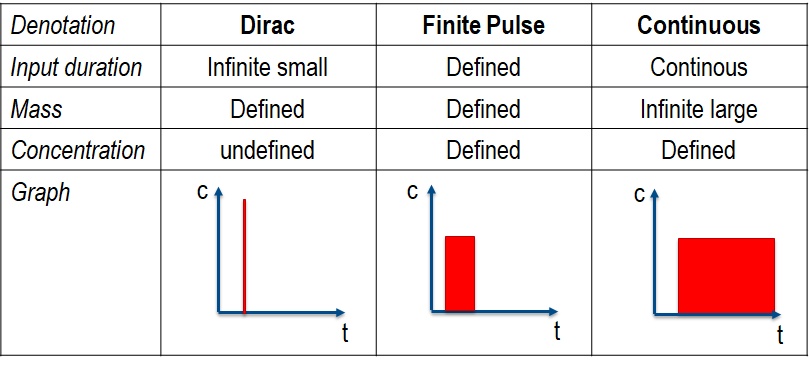 Denotation Dirac Finite Pulse Continuous
Input duration Infinite small Defined Continous
Mass Defined Defined Infinite large
Concentration undefined Defined Defined
Graph
c c c
t t t